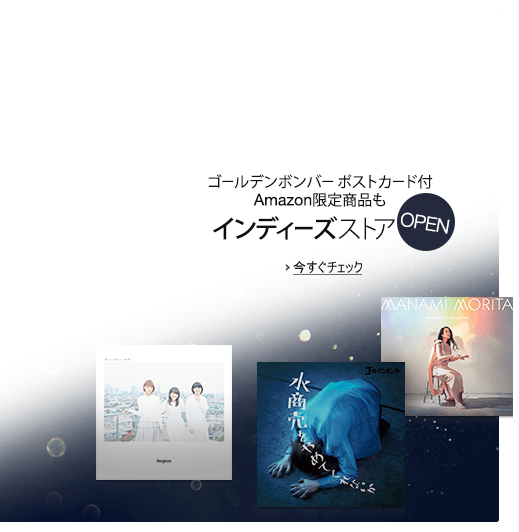 ゴールデンボンバー ポストカード付
Amazon限定商品も
インディーズストア
OPEN
› 今すぐチェック
MANAMI MORITA
ゴールデンボンバー
水商売をやめてくれないか
Regless